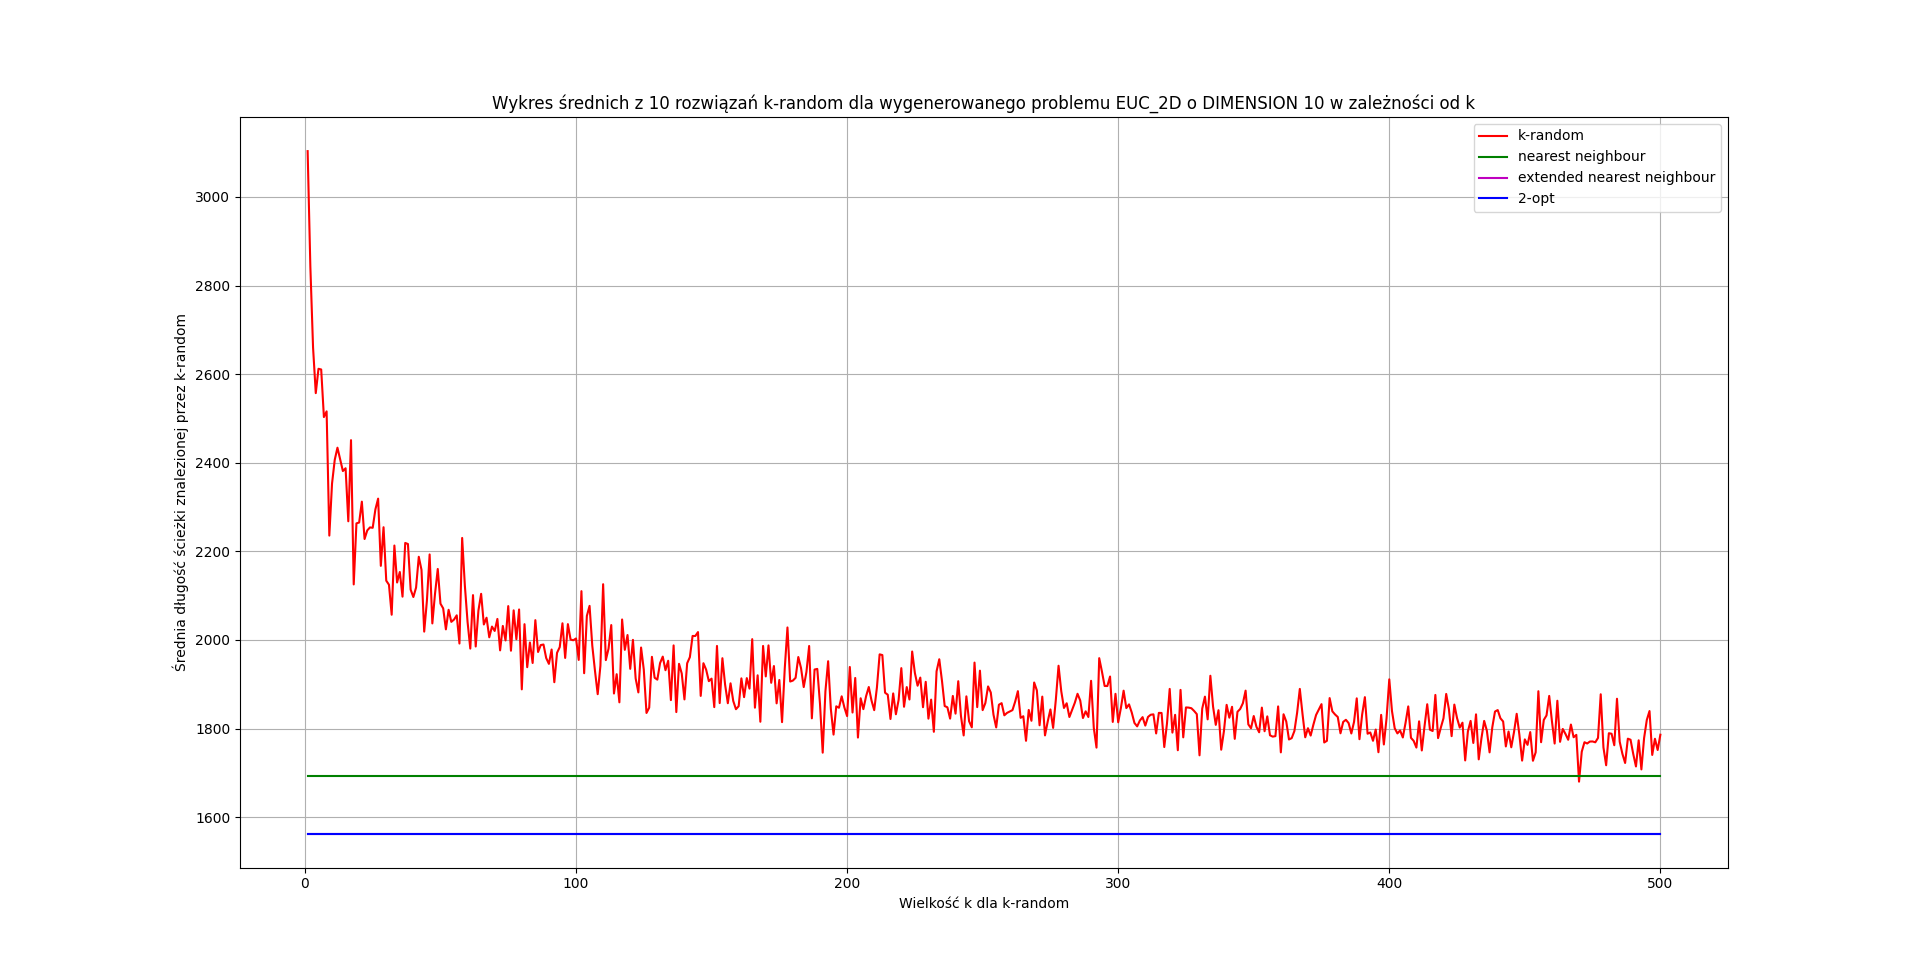 Wykres średnich z 10 rozwiązań k-random dla wygenerowanego problemu EUC_2D o DIMENSION 10 w zależności od k
k-random
nearest neighbour
extended nearest neighbour
2-opt
Średnia długość ścieżki znalezionej przez k-random
3000
2800
2600
2400
2200
2000
1800
1600
0 100 200 300 400 500
Wielkość k dla k-random